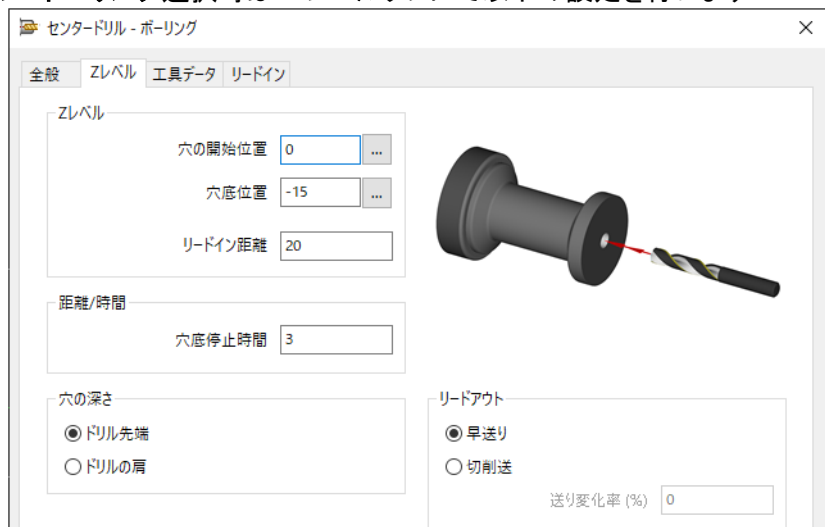 センタードリル - ボーリング
全般 Zレベル 工具データ リードイン
Zレベル
穴の開始位置 0 ...
穴底位置 -15 ...
リードイン距離 20
距離/時間
穴底停止時間 3
穴の深さ
ドリル先端
ドリルの肩
リードアウト
早送り
切削送
送り変化率 (%) 0